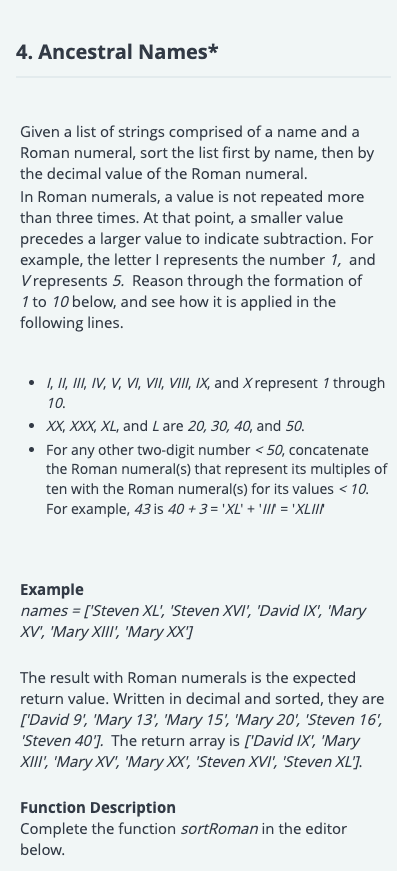 4. Ancestral Names*
Given a list of strings comprised of a name and a
Roman numeral, sort the list first by name, then by
the decimal value of the Roman numeral.
In Roman numerals, a value is not repeated more
than three times. At that point, a smaller value
precedes a larger value to indicate subtraction. For
example, the letter I represents the number 1, and
V represents 5. Reason through the formation of
1 to 10 below, and see how it is applied in the
following lines.
• I, II, III, IV, V, VI, VII, VIII, IX, and X represent 1 through
10.
• XX, XXX, XL, and L are 20, 30, 40, and 50.
• For any other two-digit number < 50, concatenate
the Roman numeral(s) that represent its multiples of
ten with the Roman numeral(s) for its values < 10.
For example, 43 is 40 + 3 = 'XL' + 'III' = 'XLIII'
Example
names = ['Steven XL', 'Steven XVI', 'David IX', 'Mary
XV', 'Mary XIII', 'Mary XX']
The result with Roman numerals is the expected
return value. Written in decimal and sorted, they are
['David 9', 'Mary 13', 'Mary 15', 'Mary 20', 'Steven 16',
'Steven 40']. The return array is ['David IX', 'Mary
XIII', 'Mary XV', 'Mary XX', 'Steven XVI', 'Steven XL'].
Function Description
Complete the function sortRoman in the editor
below.